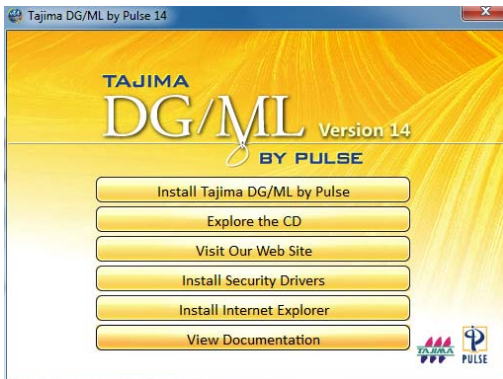 Tajima DG/ML by Pulse 14
TAJIMA
DG/ML Version 14
BY PULSE
Install Tajima DG/ML by Pulse
Explore the CD
Visit Our Web Site
Install Security Drivers
Install Internet Explorer
View Documentation
TAJIMA
PULSE